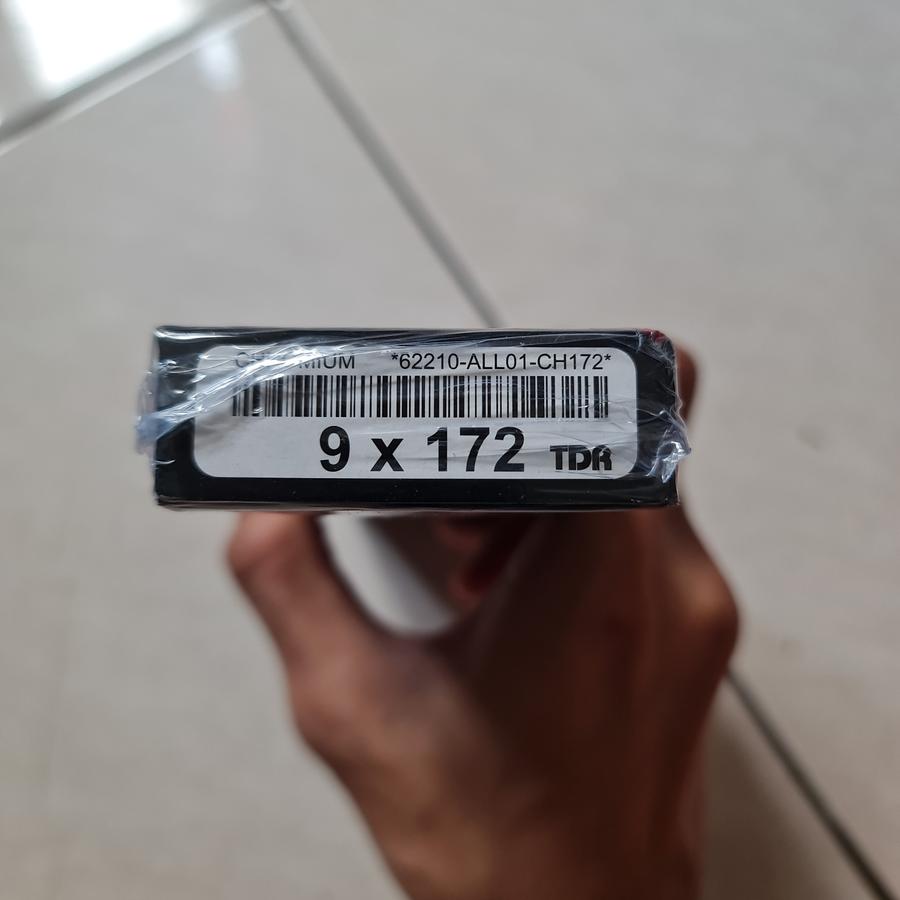 *62210-ALL01-CH172*
9 x 172 TDR